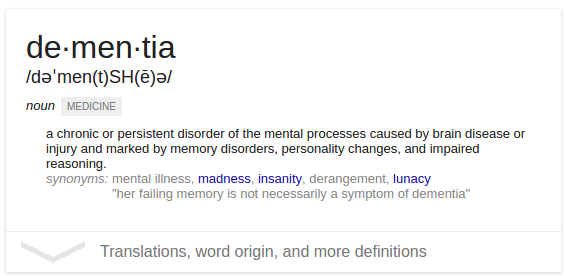 de·men·tia
/dəˈmen(t)SH(ē)ə/
noun MEDICINE
a chronic or persistent disorder of the mental processes caused by brain disease or
injury and marked by memory disorders, personality changes, and impaired
reasoning.
synonyms: mental illness, madness, insanity, derangement, lunacy
"her failing memory is not necessarily a symptom of dementia"
Translations, word origin, and more definitions